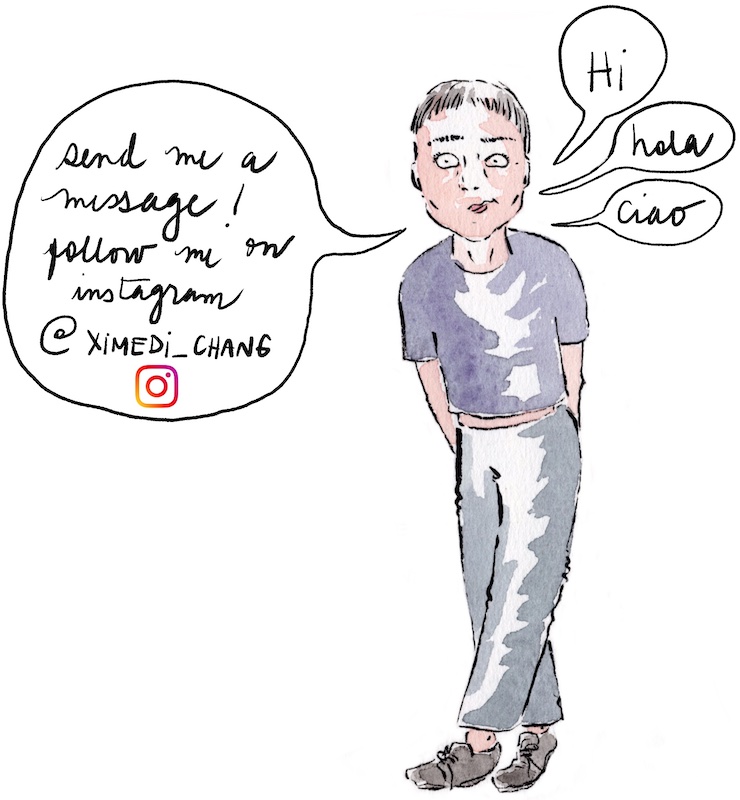 send me a
message!
follow me on
instagram
@XiMEDi_CHANG
Hi
hola
ciao